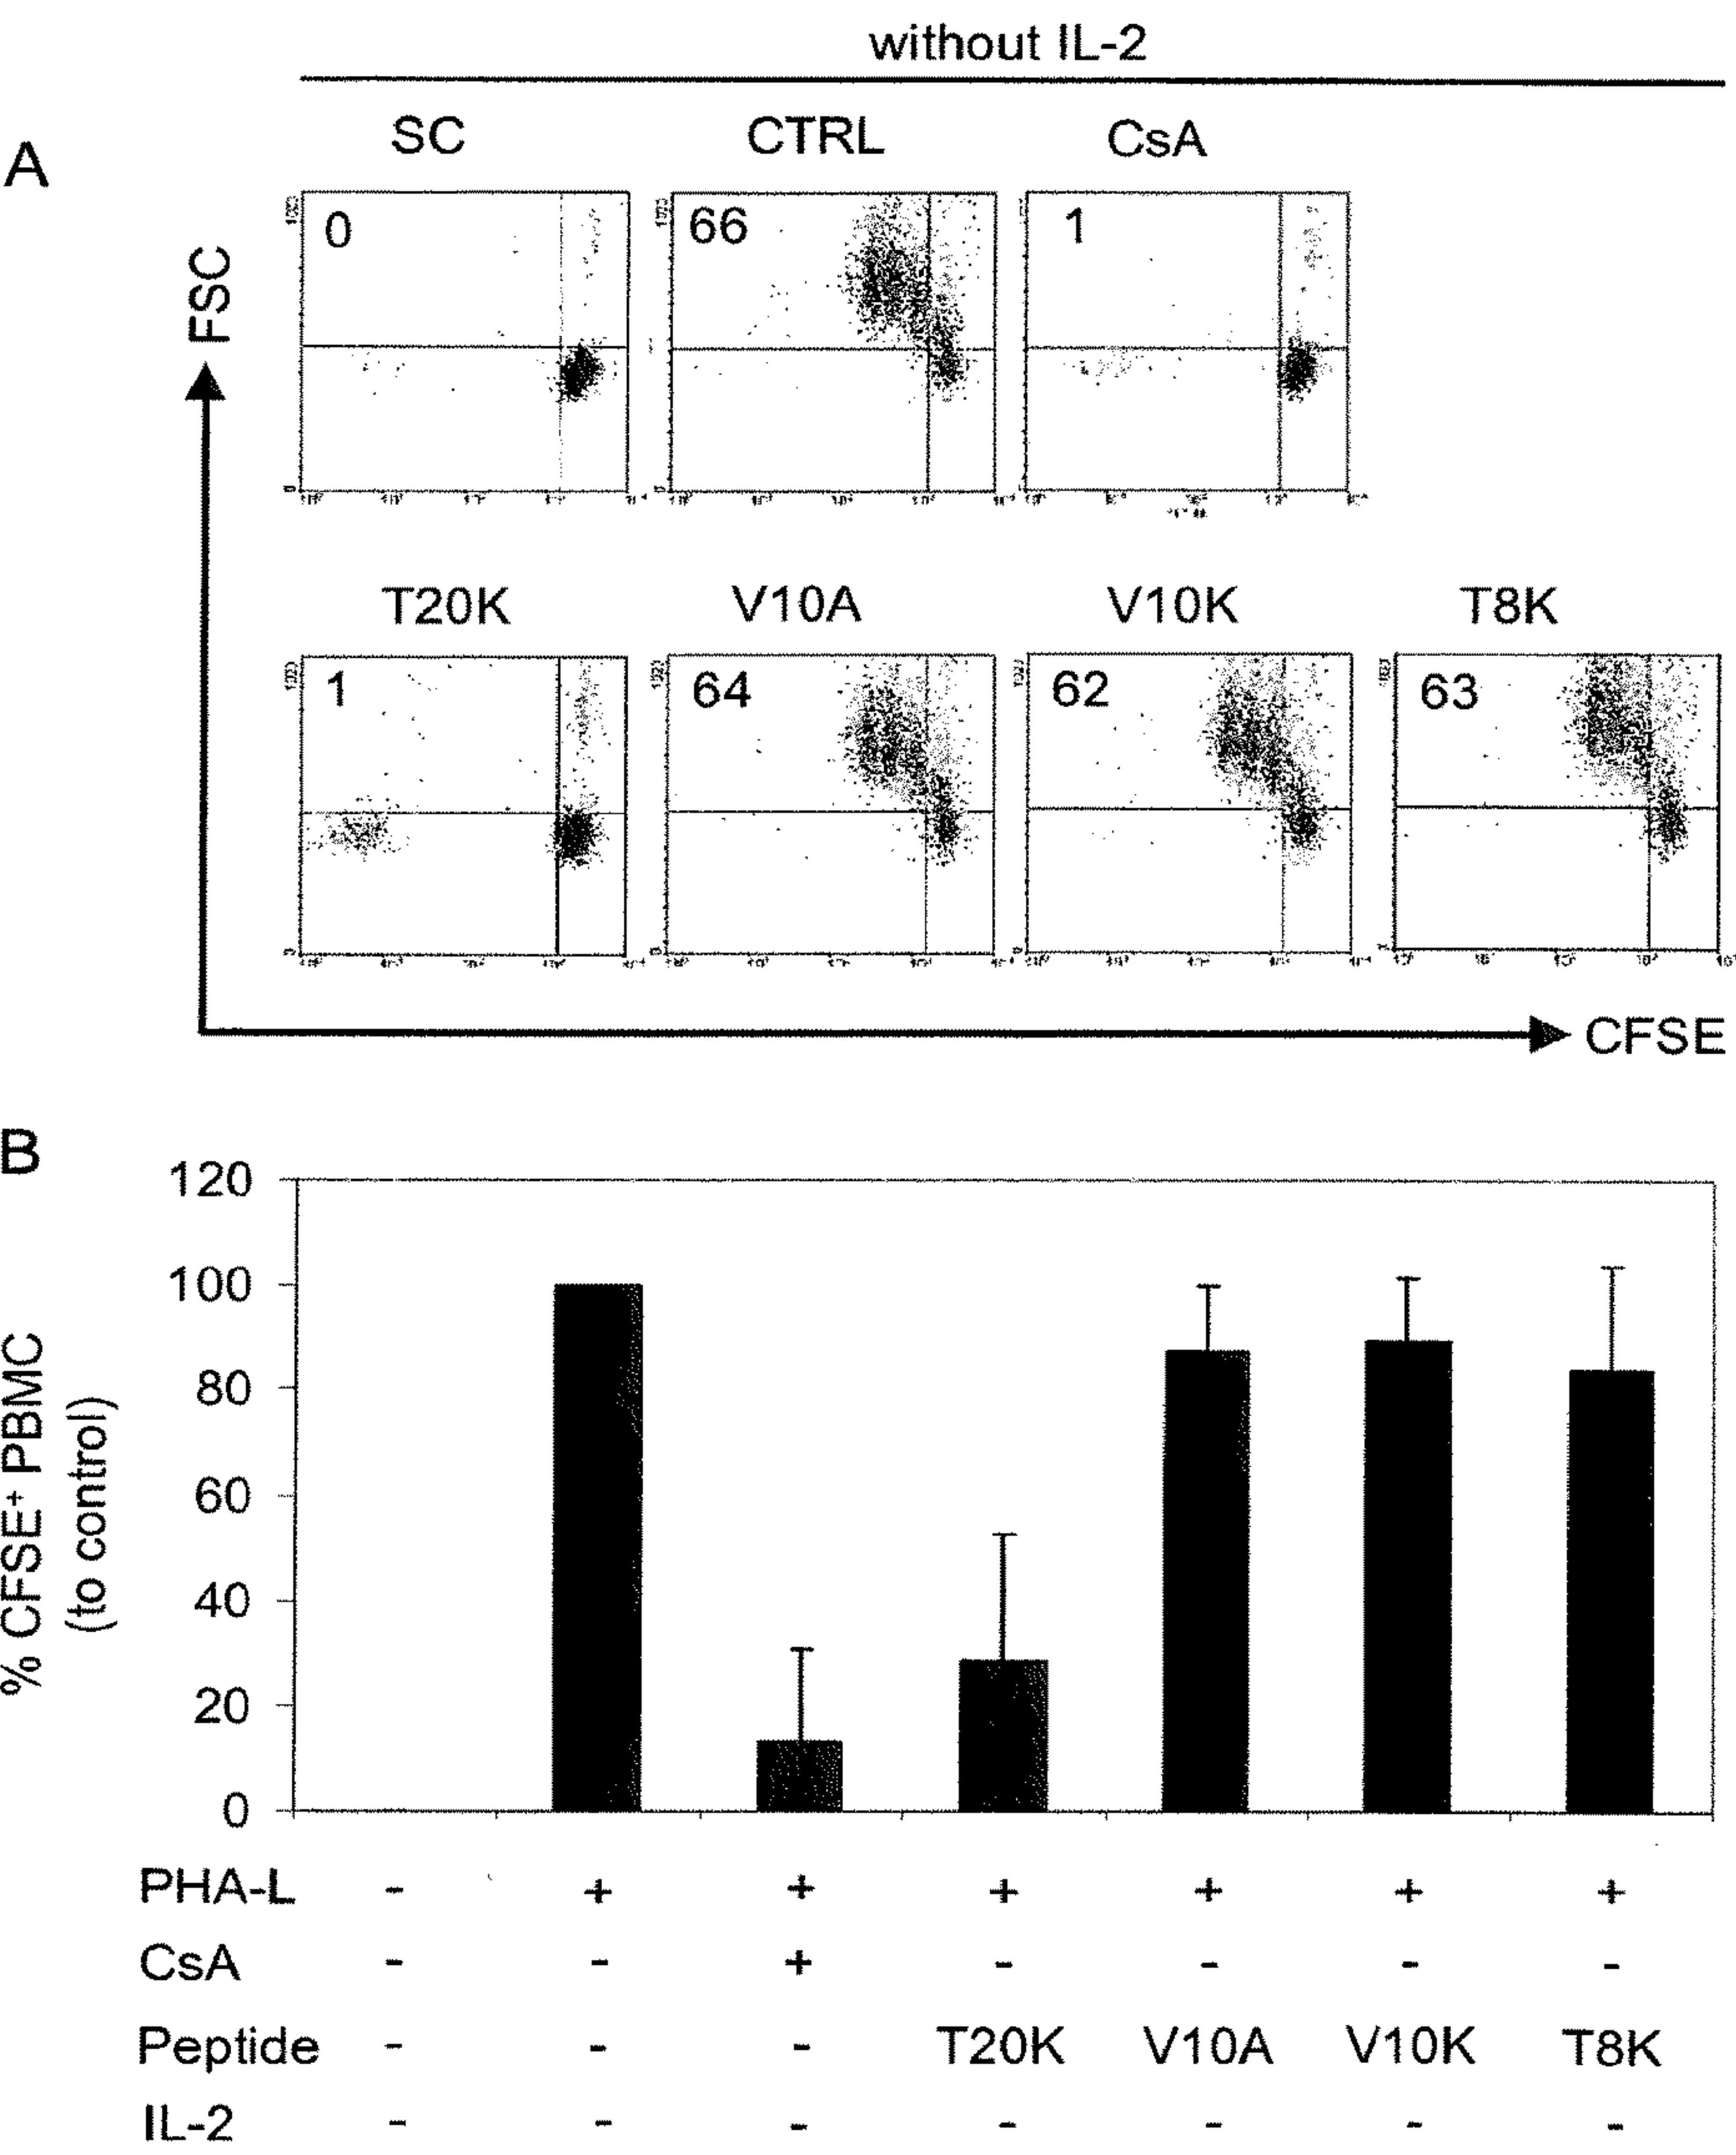 without IL-2
A
SC CTRL CsA
0 66 1
FSC
T20K V10A V10K T8K
1 64 62 63
CFSE
B
120
100
80
60
40
20
0
% CFSE+ PBMC
(to control)
PHA-L - + + + + + +
CsA - - + - - - -
Peptide - - - T20K V10A V10K T8K
IL-2 - - - - - - -